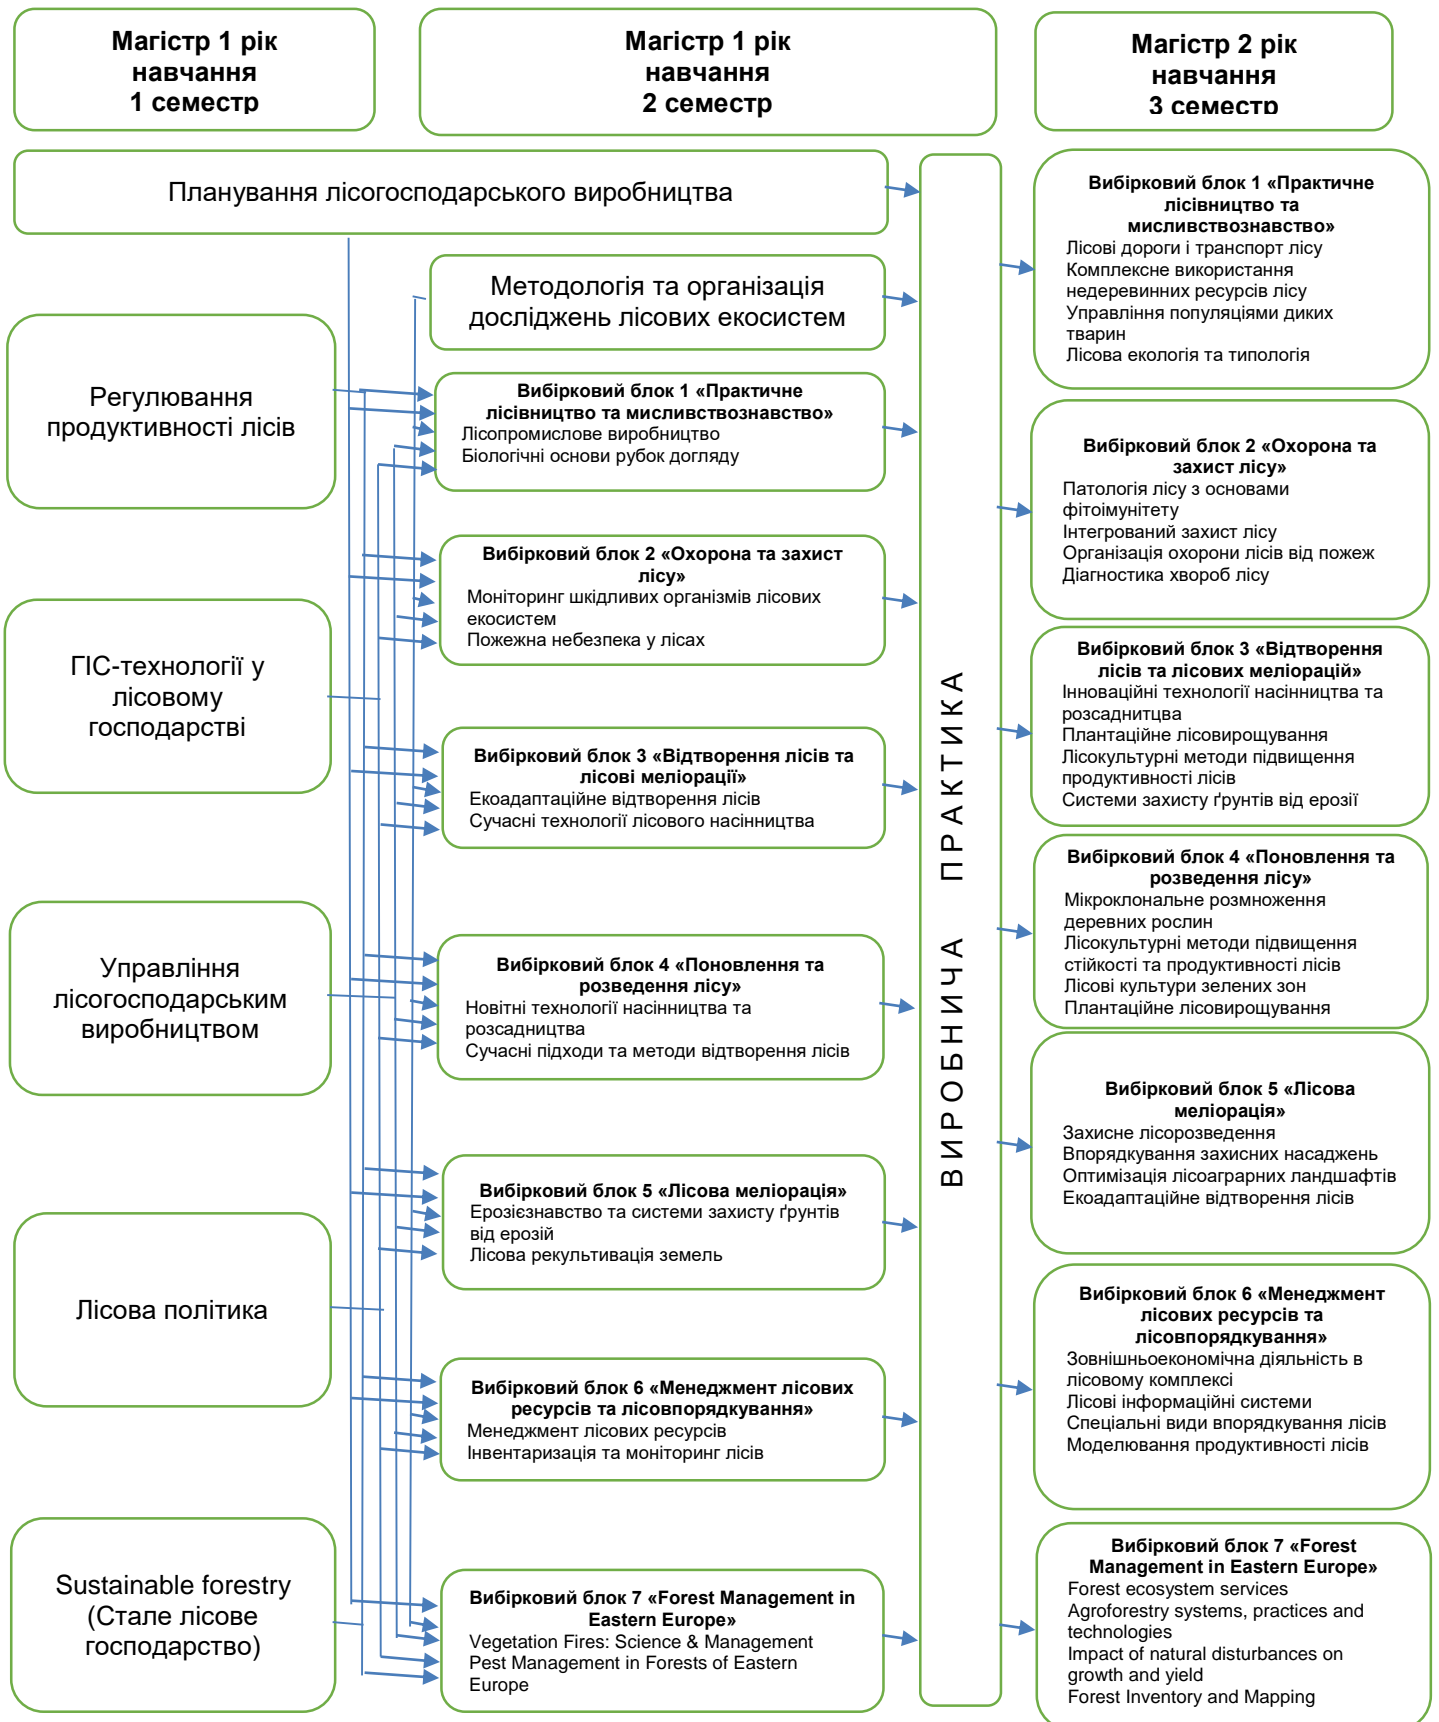 Магістр 1 рік
навчання
1 семестр
Магістр 1 рік
навчання
2 семестр
Магістр 2 рік
навчання
3 семестр
Планування лісогосподарського виробництва
Регулювання
продуктивності лісів
ГІС-технології у
лісовому
господарстві
Управління
лісогосподарським
виробництвом
Лісова політика
Sustainable forestry
(Стале лісове
господарство)
Методологія та організація
досліджень лісових екосистем
Вибірковий блок 1 «Практичне
лісівництво та мисливствознавство»
Лісопромислове виробництво
Біологічні основи рубок догляду
Вибірковий блок 2 «Охорона та захист
лісу»
Моніторинг шкідливих організмів лісових
екосистем
Пожежна небезпека у лісах
Вибірковий блок 3 «Відтворення лісів та
лісові меліорації»
Екоадаптаційне відтворення лісів
Сучасні технології лісового насінництва
Вибірковий блок 4 «Поновлення та
розведення лісу»
Новітні технології насінництва та
розсадництва
Сучасні підходи та методи відтворення лісів
Вибірковий блок 5 «Лісова меліорація»
Ерозієзнавство та системи захисту ґрунтів
від ерозій
Лісова рекультивація земель
Вибірковий блок 6 «Менеджмент лісових
ресурсів та лісовпорядкування»
Менеджмент лісових ресурсів
Інвентаризація та моніторинг лісів
Вибірковий блок 7 «Forest Management in
Eastern Europe»
Vegetation Fires: Science & Management
Pest Management in Forests of Eastern
Europe
ВИРОБНИЧА ПРАКТИКА
Вибірковий блок 1 «Практичне
лісівництво та
мисливствознавство»
Лісові дороги і транспорт лісу
Комплексне використання
недеревинних ресурсів лісу
Управління популяціями диких
тварин
Лісова екологія та типологія
Вибірковий блок 2 «Охорона та
захист лісу»
Патологія лісу з основами
фітоімунітету
Інтегрований захист лісу
Організація охорони лісів від пожеж
Діагностика хвороб лісу
Вибірковий блок 3 «Відтворення
лісів та лісових меліорацій»
Інноваційні технології насінництва та
розсаднитцва
Плантаційне лісовирощування
Лісокультурні методи підвищення
продуктивності лісів
Системи захисту ґрунтів від ерозії
Вибірковий блок 4 «Поновлення та
розведення лісу»
Мікроклональне розмноження
деревних рослин
Лісокультурні методи підвищення
стійкості та продуктивності лісів
Лісові культури зелених зон
Плантаційне лісовирощування
Вибірковий блок 5 «Лісова
меліорація»
Захисне лісорозведення
Впорядкування захисних насаджень
Оптимізація лісоаграрних ландшафтів
Екоадаптаційне відтворення лісів
Вибірковий блок 6 «Менеджмент
лісових ресурсів та
лісовпорядкування»
Зовнішньоекономічна діяльність в
лісовому комплексі
Лісові інформаційні системи
Спеціальні види впорядкування лісів
Моделювання продуктивності лісів
Вибірковий блок 7 «Forest
Management in Eastern Europe»
Forest ecosystem services
Agroforestry systems, practices and
technologies
Impact of natural disturbances on
growth and yield
Forest Inventory and Mapping